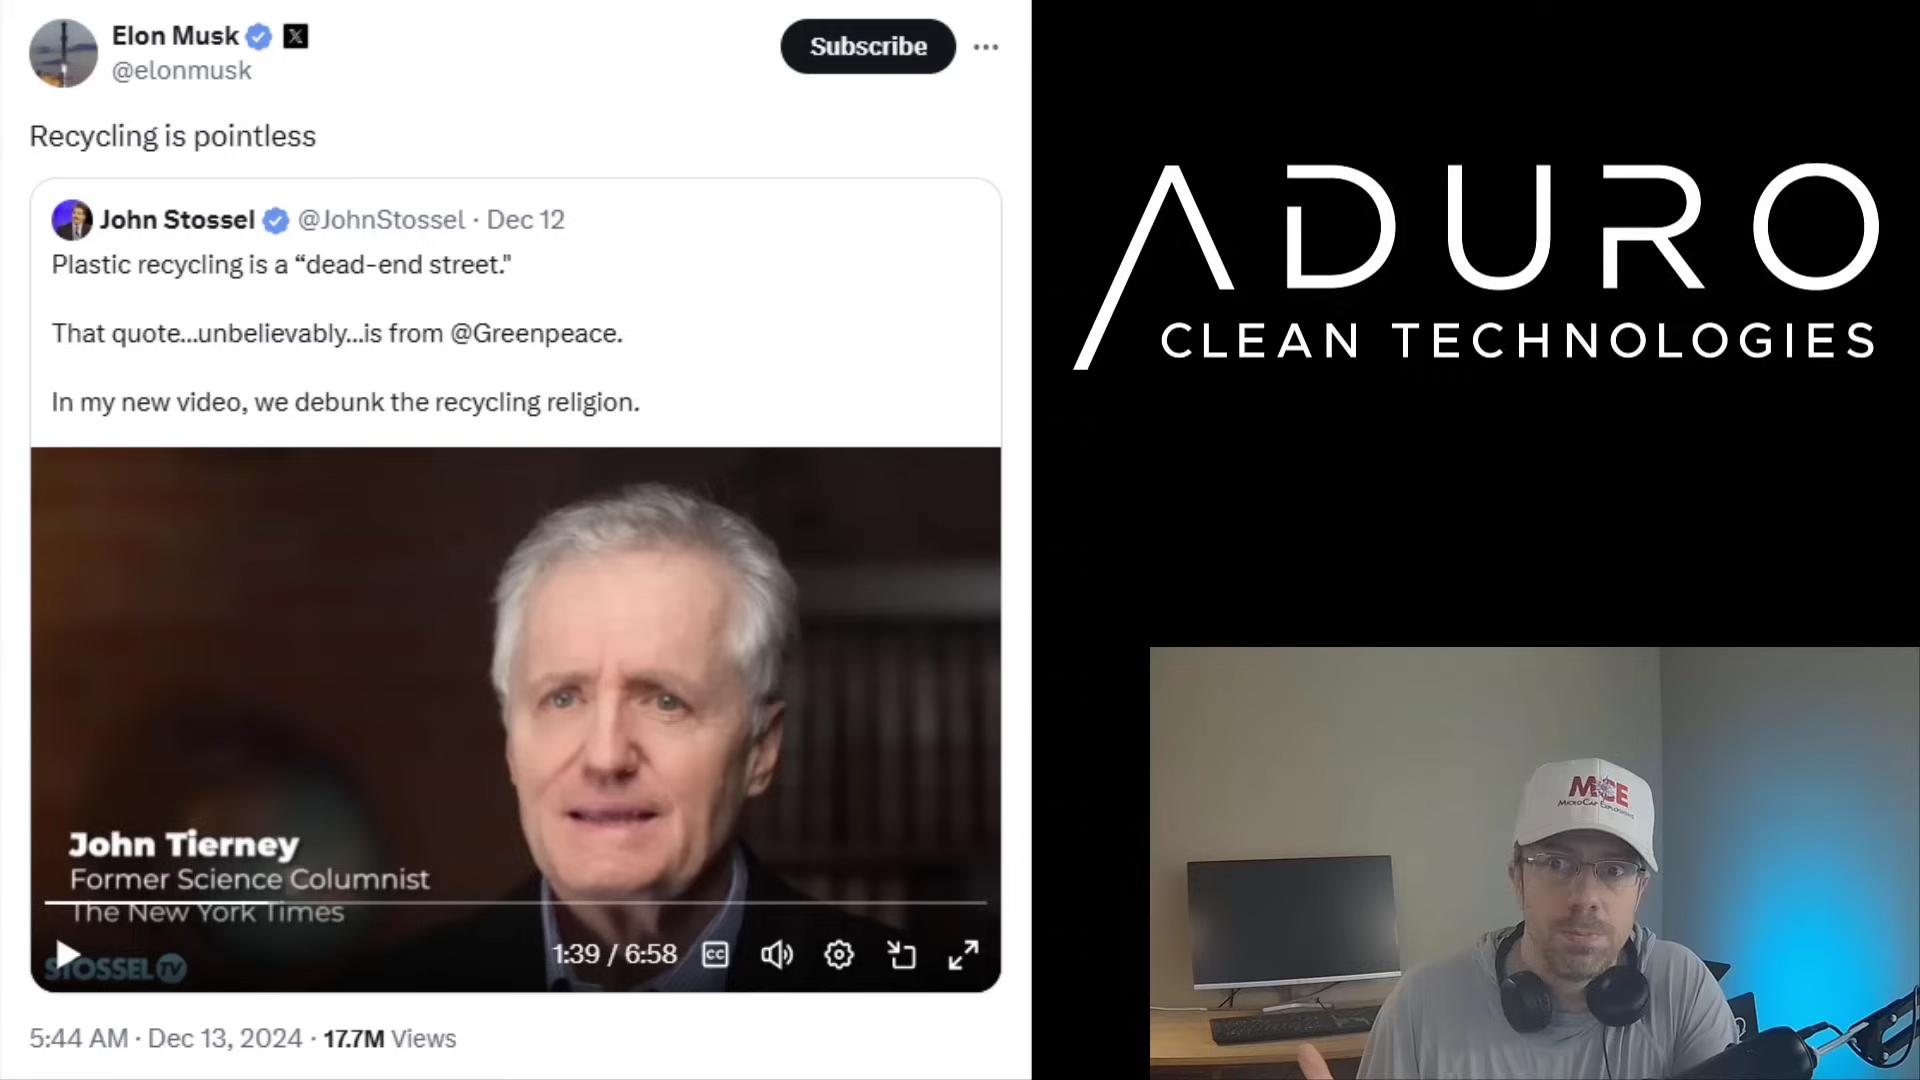 Elon Musk
@elonmusk
Subscribe
Recycling is pointless
John Stossel @JohnStossel · Dec 12
Plastic recycling is a “dead-end street."
That quote...unbelievably...is from @Greenpeace.
In my new video, we debunk the recycling religion.
John Tierney
Former Science Columnist
The New York Times
STOSSEL TV
1:39 / 6:58
CC
5:44 AM · Dec 13, 2024 · 17.7M Views
ADURO
CLEAN TECHNOLOGIES
MCE
MicroCap Explosions